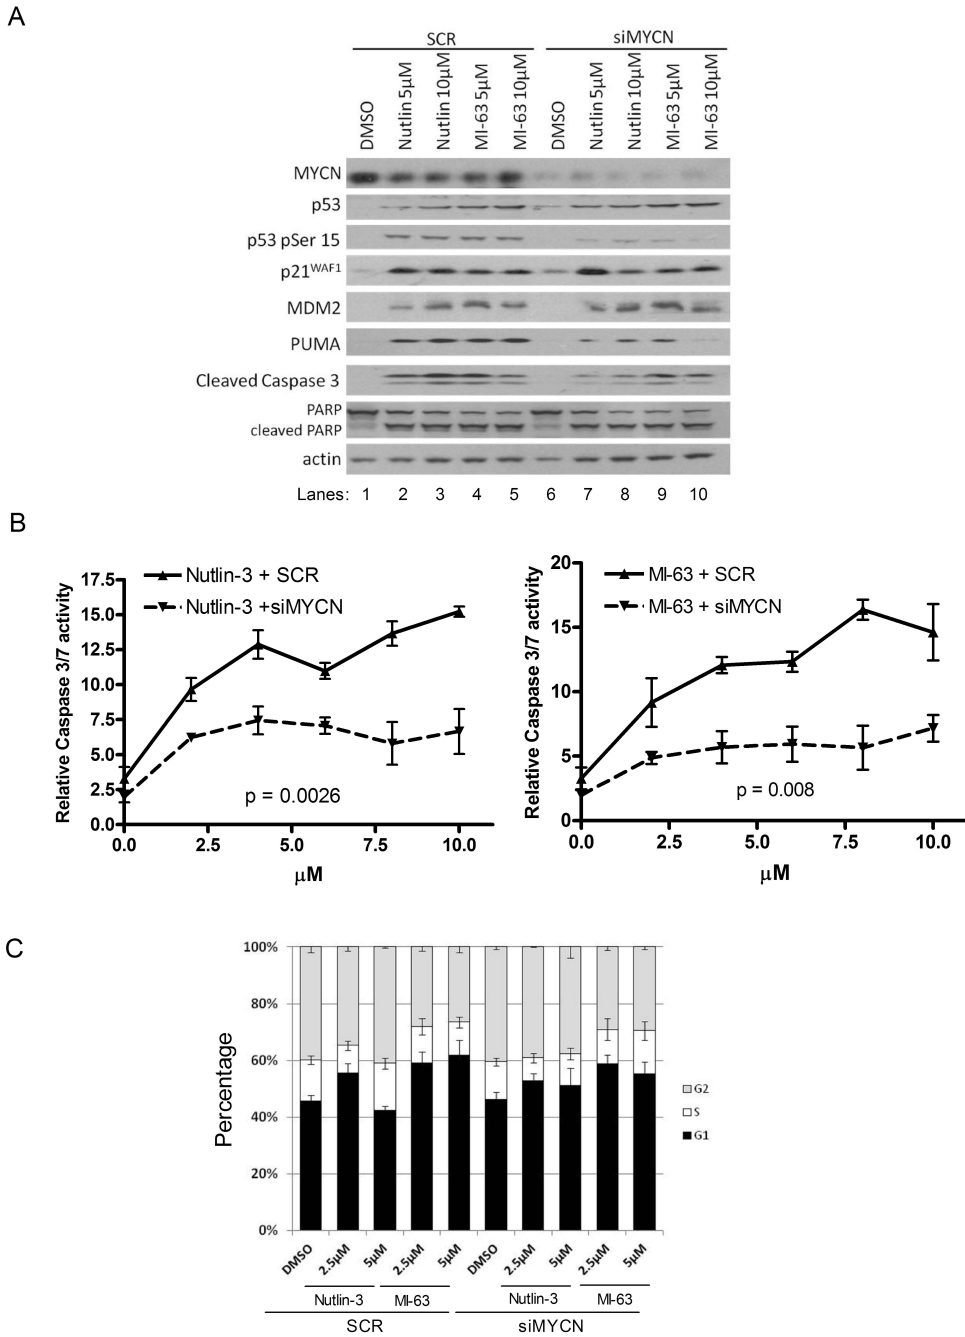 A
SCR siMYCN
DMSO Nutlin 5µM Nutlin 10µM MI-63 5µM MI-63 10µM DMSO Nutlin 5µM Nutlin 10µM MI-63 5µM MI-63 10µM
MYCN
p53
p53 pSer 15
p21WAF1
MDM2
PUMA
Cleaved Caspase 3
PARP
cleaved PARP
actin
Lanes: 1 2 3 4 5 6 7 8 9 10
B
Nutlin-3 + SCR
Nutlin-3 +siMYCN
Relative Caspase 3/7 activity
17.5
15.0
12.5
10.0
7.5
5.0
2.5
0.0
p = 0.0026
0.0 2.5 5.0 7.5 10.0
µM
MI-63 + SCR
MI-63 + siMYCN
Relative Caspase 3/7 activity
20
15
10
5
0
p = 0.008
0.0 2.5 5.0 7.5 10.0
µM
C
Percentage
100%
80%
60%
40%
20%
0%
G2
S
G1
DMSO 2.5µM 5µM 2.5µM 5µM DMSO 2.5µM 5µM 2.5µM 5µM
Nutlin-3 MI-63 Nutlin-3 MI-63
SCR siMYCN